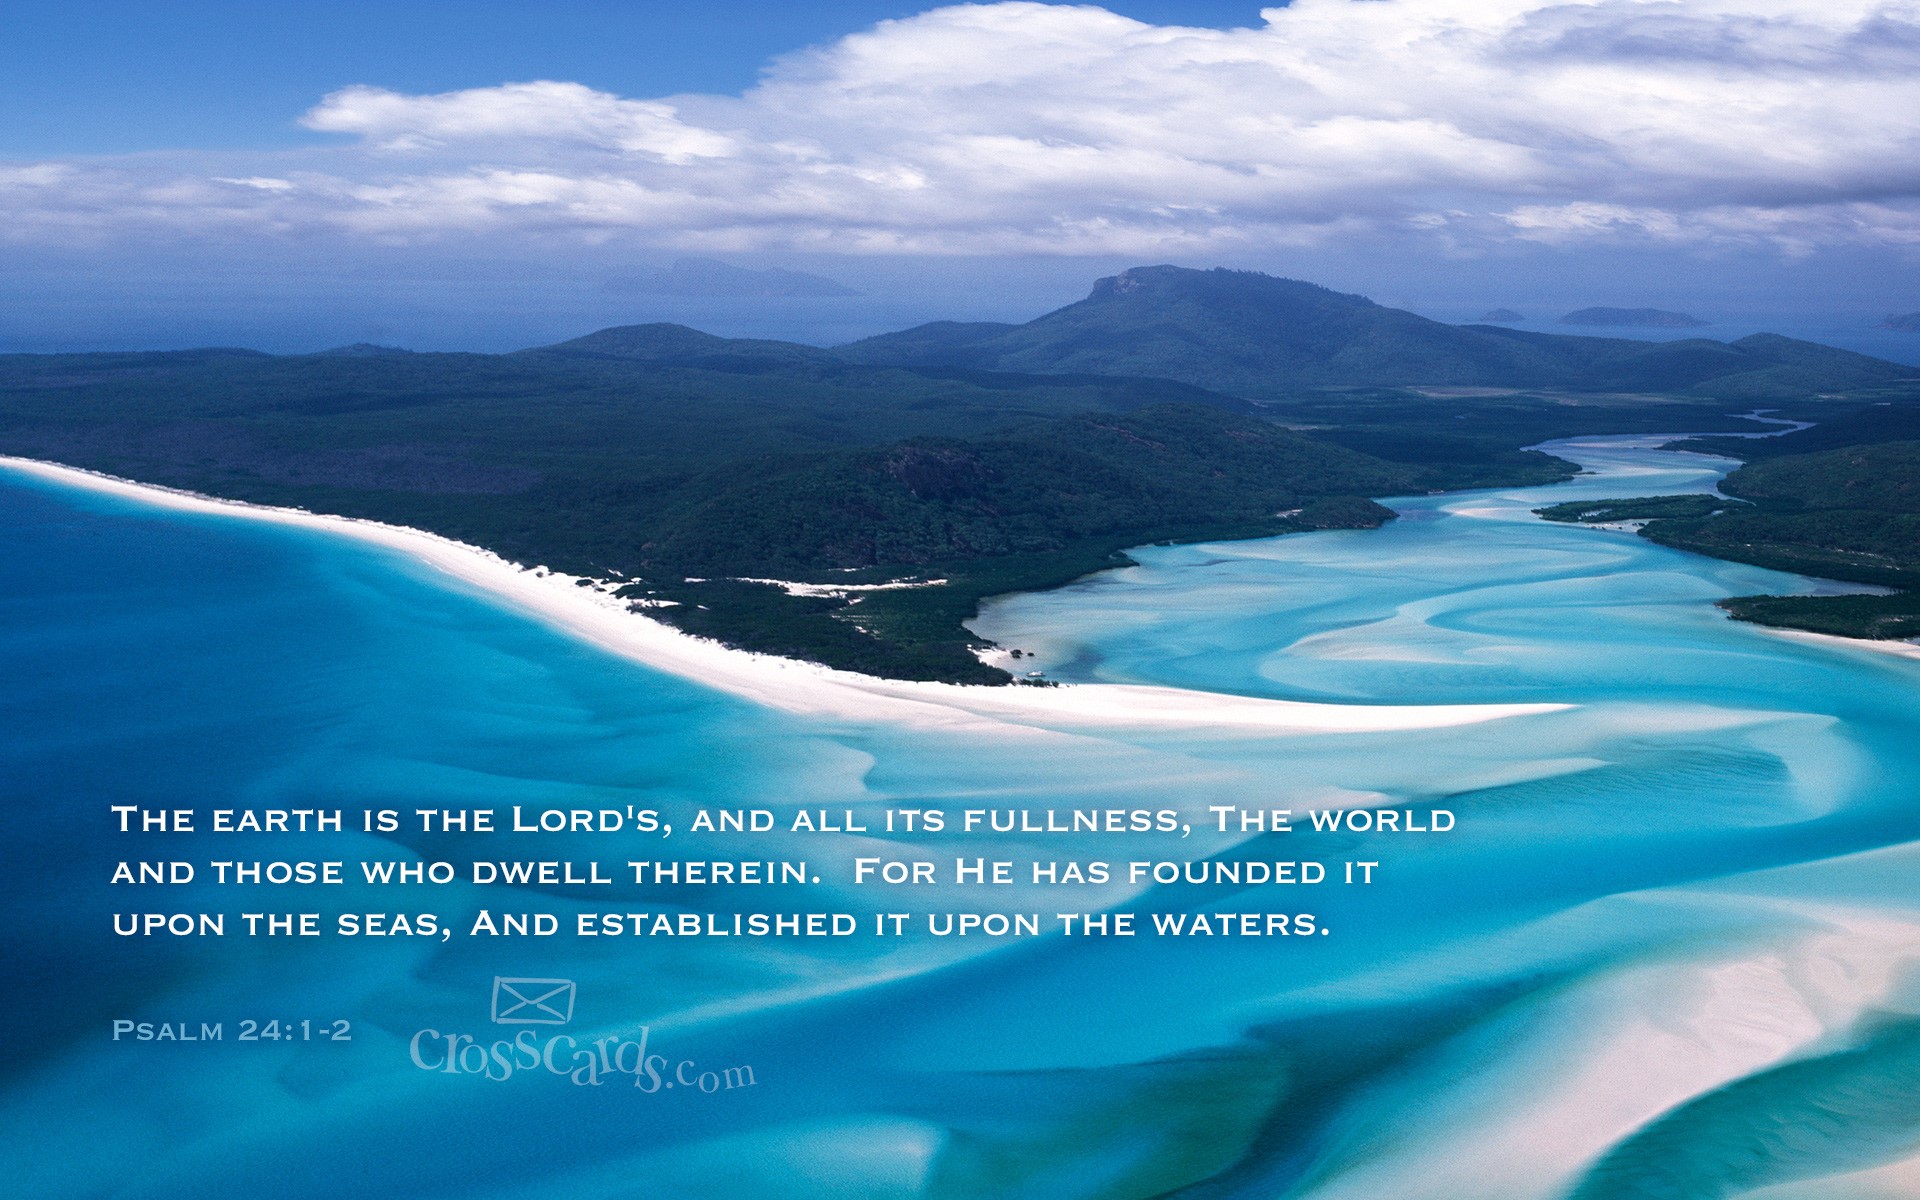 The earth is the Lord's, and all its fullness, The world
and those who dwell therein. For He has founded it
upon the seas, And established it upon the waters.
Psalm 24:1-2
crosscards.com